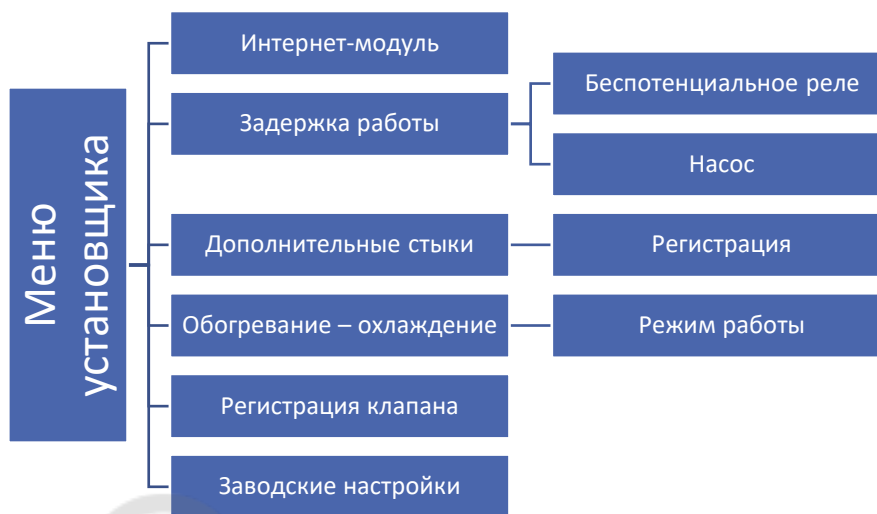 Меню
установщика
Интернет-модуль
Задержка работы
Беспотенциальное реле
Насос
Дополнительные стыки
Регистрация
Обогревание – охлаждение
Режим работы
Регистрация клапана
Заводские настройки